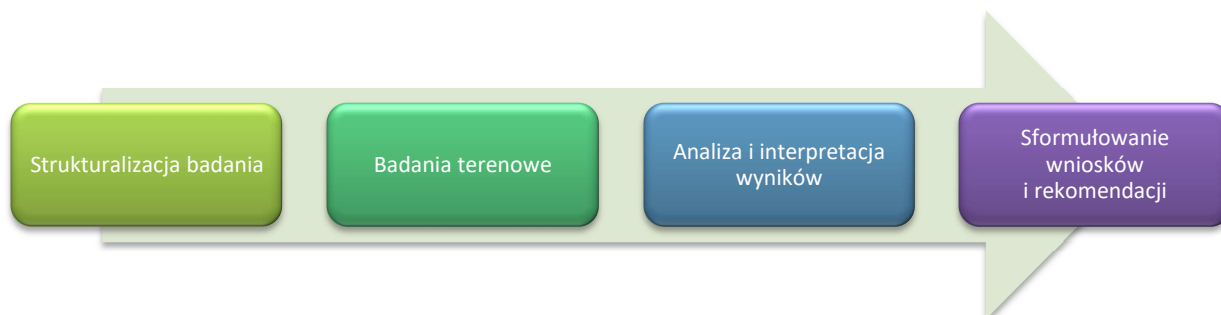 Strukturalizacja badania
Badania terenowe
Analiza i interpretacja
wyników
Sformułowanie
wniosków
i rekomendacji